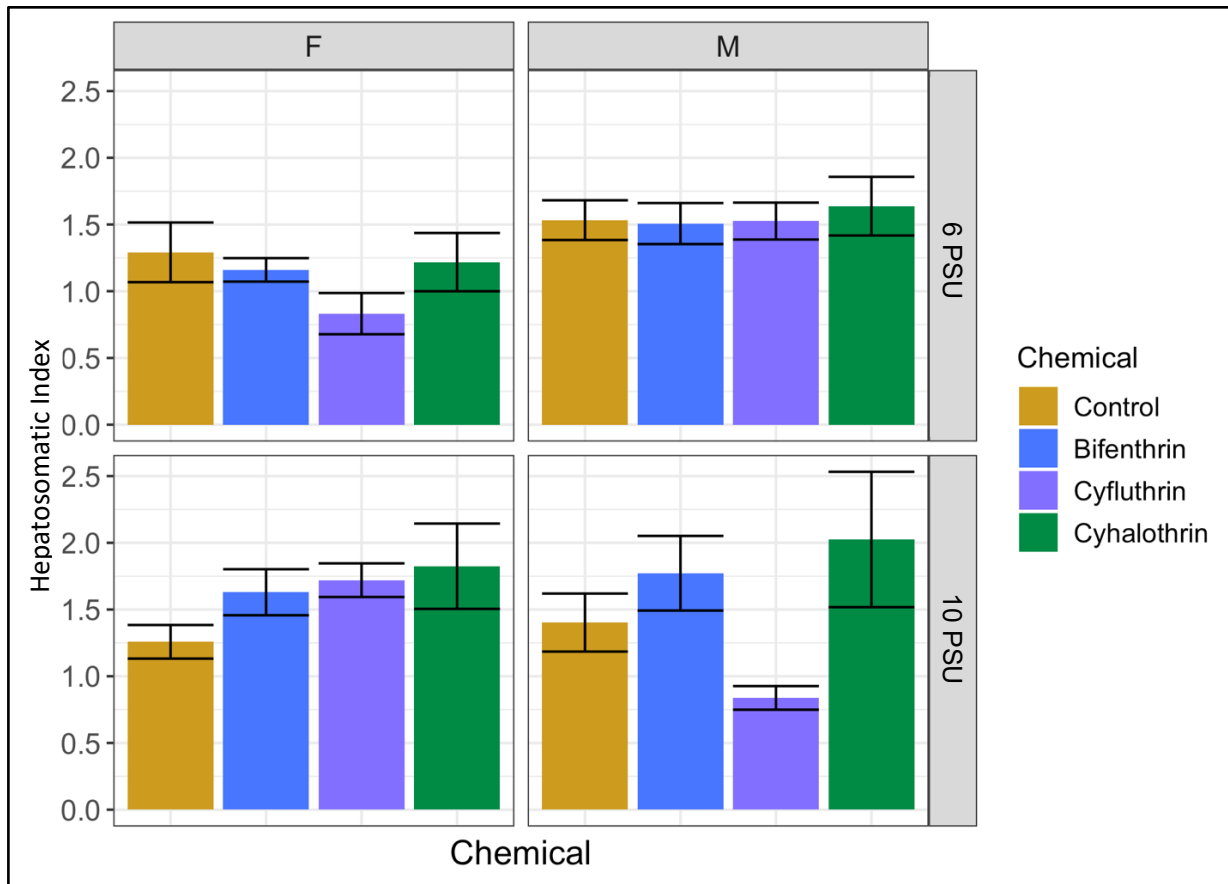 F
M
2.5
2.0
1.5
1.0
0.5
0.0
6 PSU
2.5
2.0
1.5
1.0
0.5
0.0
10 PSU
Hepatosomatic Index
Chemical
Chemical
Control
Bifenthrin
Cyfluthrin
Cyhalothrin